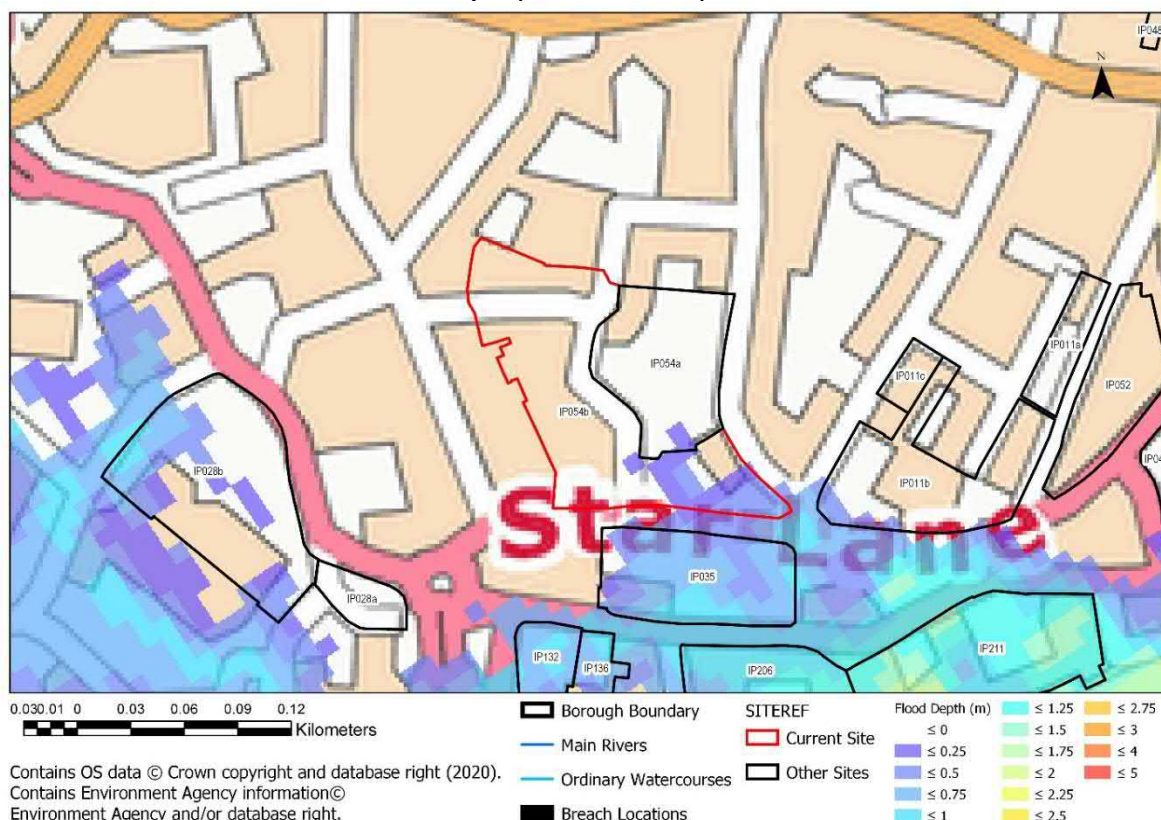 IP048
N
IP054a
IP011a
IP011c
IP052
IP054b
IP028b
IP04
IP011b
Star Lane
IP035
IP028a
IP132
IP136
IP206
IP211
0.030.01 0 0.03 0.06 0.09 0.12
Kilometers
Contains OS data © Crown copyright and database right (2020).
Contains Environment Agency information©
Environment Agency and/or database right.
Borough Boundary
Main Rivers
Ordinary Watercourses
Breach Locations
SITEREF
Current Site
Other Sites
Flood Depth (m)
≤ 0
≤ 0.25
≤ 0.5
≤ 0.75
≤ 1
≤ 1.25
≤ 1.5
≤ 1.75
≤ 2
≤ 2.25
≤ 2.5
≤ 2.75
≤ 3
≤ 4
≤ 5